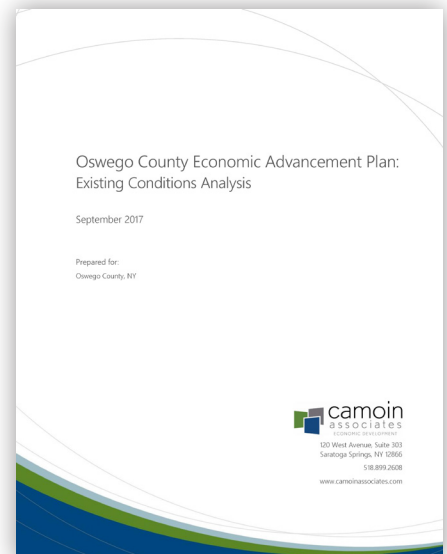 Oswego County Economic Advancement Plan:
Existing Conditions Analysis
September 2017
Prepared for:
Oswego County, NY
camoin
associates
ECONOMIC DEVELOPMENT
120 West Avenue, Suite 303
Saratoga Springs, NY 12866
518.899.2608
www.camoinassociates.com